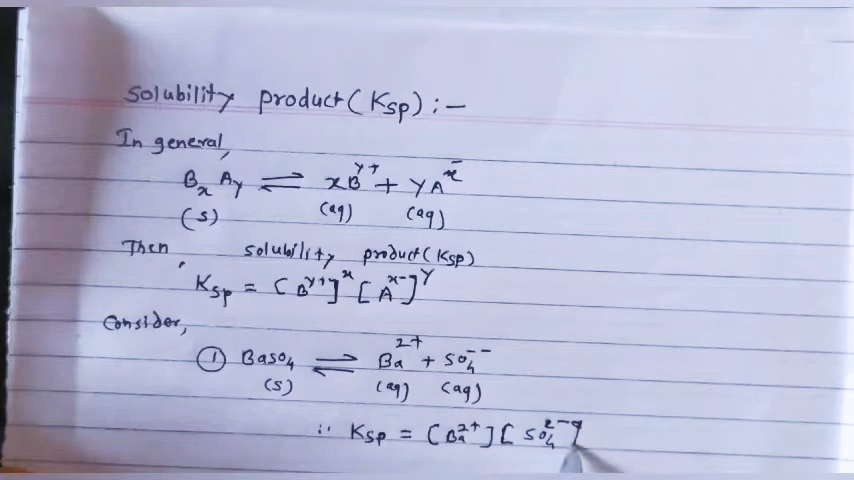 Solubility product (Ksp) :-
In general,
BxAy ⇌ xB^y+ + yA^x-
(s) (aq) (aq)
Then, solubility product (Ksp)
Ksp = [B^y+]^x [A^x-]^y
Consider,
① BaSO4 ⇌ Ba^2+ + SO4^--
(s) (aq) (aq)
∴ Ksp = [Ba^2+] [SO4^2-]